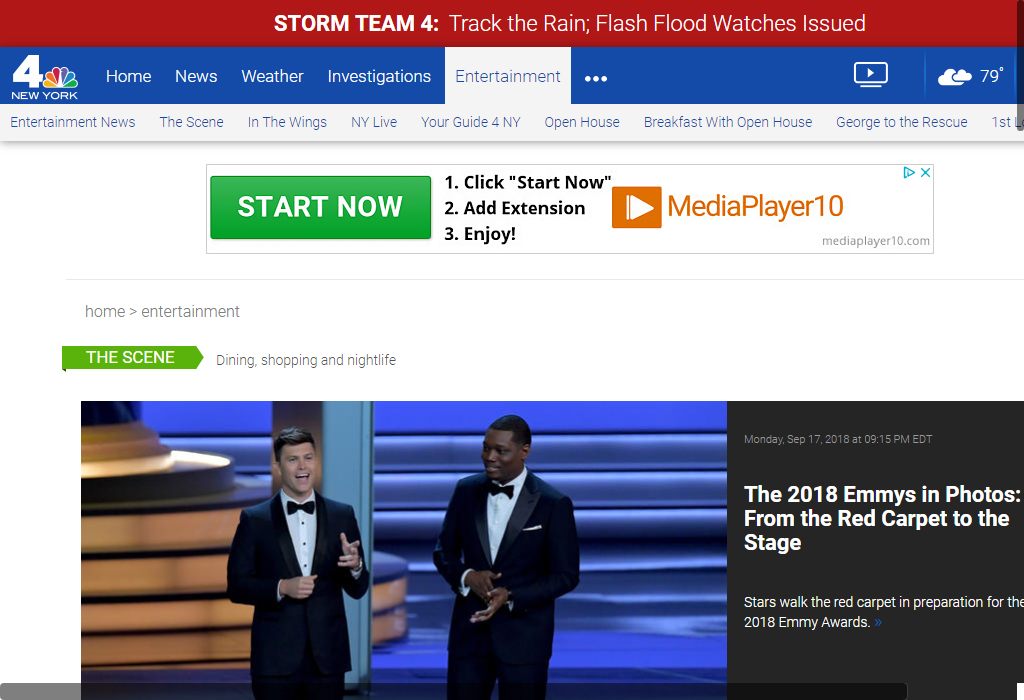 STORM TEAM 4: Track the Rain; Flash Flood Watches Issued
4
NEW YORK
Home News Weather Investigations Entertainment •••
79°
Entertainment News The Scene In The Wings NY Live Your Guide 4 NY Open House Breakfast With Open House George to the Rescue 1st
START NOW
1. Click "Start Now"
2. Add Extension
3. Enjoy!
MediaPlayer10
mediaplayer10.com
home > entertainment
THE SCENE
Dining, shopping and nightlife
Monday, Sep 17, 2018 at 09:15 PM EDT
The 2018 Emmys in Photos:
From the Red Carpet to the
Stage
Stars walk the red carpet in preparation for the
2018 Emmy Awards. »